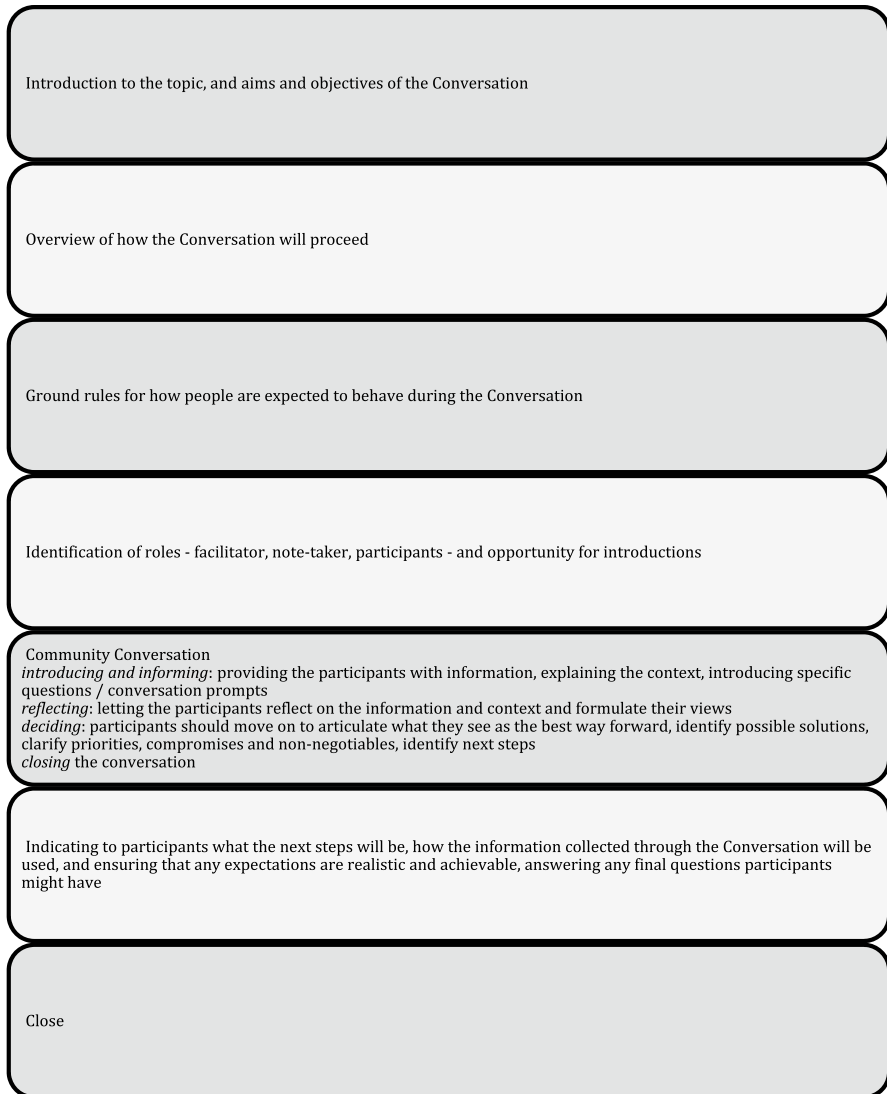 Introduction to the topic, and aims and objectives of the Conversation
Overview of how the Conversation will proceed
Ground rules for how people are expected to behave during the Conversation
Identification of roles - facilitator, note-taker, participants - and opportunity for introductions
Community Conversation
introducing and informing: providing the participants with information, explaining the context, introducing specific
questions / conversation prompts
reflecting: letting the participants reflect on the information and context and formulate their views
deciding: participants should move on to articulate what they see as the best way forward, identify possible solutions,
clarify priorities, compromises and non-negotiables, identify next steps
closing the conversation
Indicating to participants what the next steps will be, how the information collected through the Conversation will be
used, and ensuring that any expectations are realistic and achievable, answering any final questions participants
might have
Close